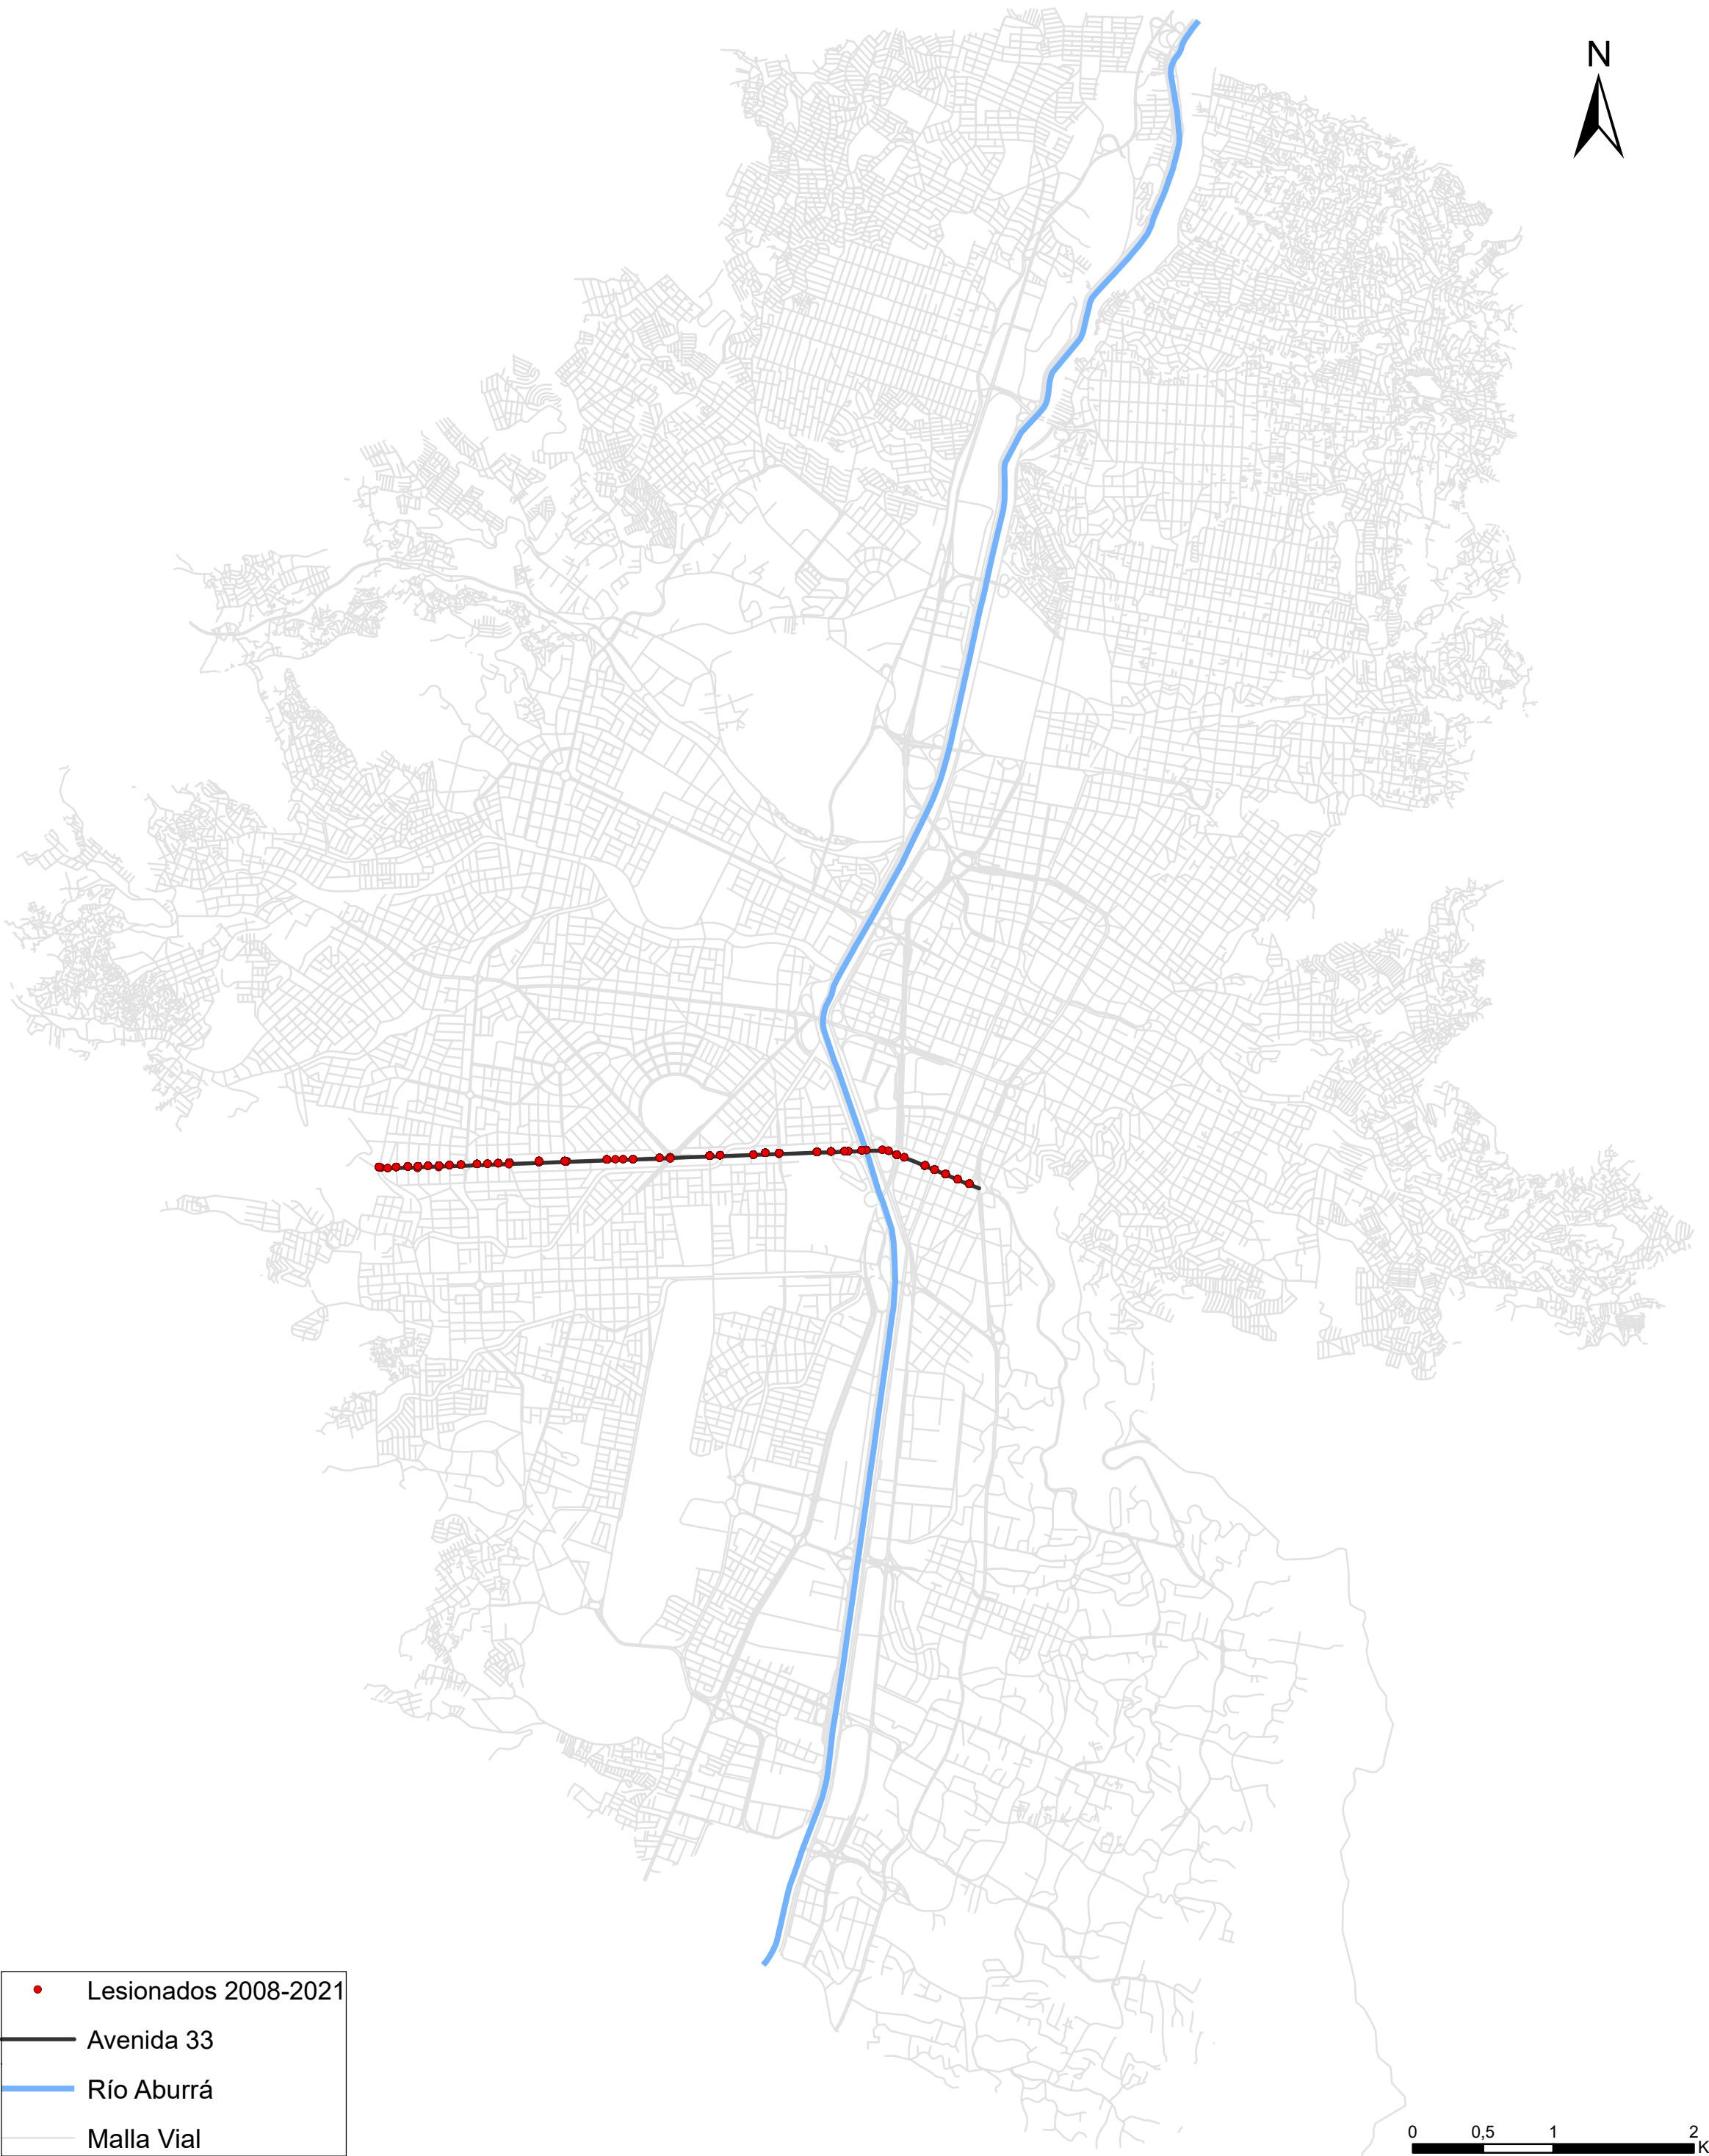 N
Lesionados 2008-2021
Avenida 33
Río Aburrá
Malla Vial
0 0,5 1 2
K